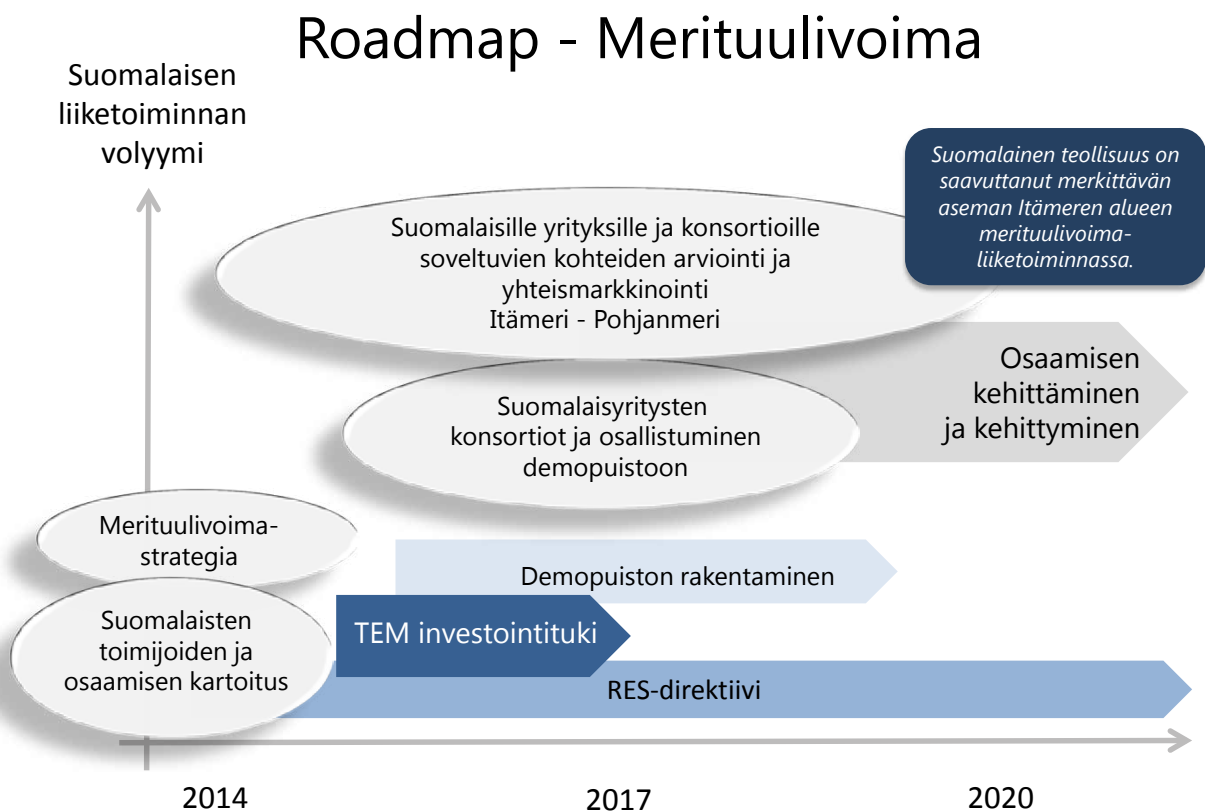 Roadmap - Merituulivoima
Suomalaisen
liiketoiminnan
volyymi
Suomalainen teollisuus on
saavuttanut merkittävän
aseman Itämeren alueen
merituulivoima-
liiketoiminnassa.
Suomalaisille yrityksille ja konsortioille
soveltuvien kohteiden arviointi ja
yhteismarkkinointi
Itämeri - Pohjanmeri
Osaamisen
kehittäminen
ja kehittyminen
Suomalaisyritysten
konsortiot ja osallistuminen
demopuistoon
Merituulivoima-
strategia
Demopuiston rakentaminen
Suomalaisten
toimijoiden ja
osaamisen kartoitus
TEM investointituki
RES-direktiivi
2014
2017
2020